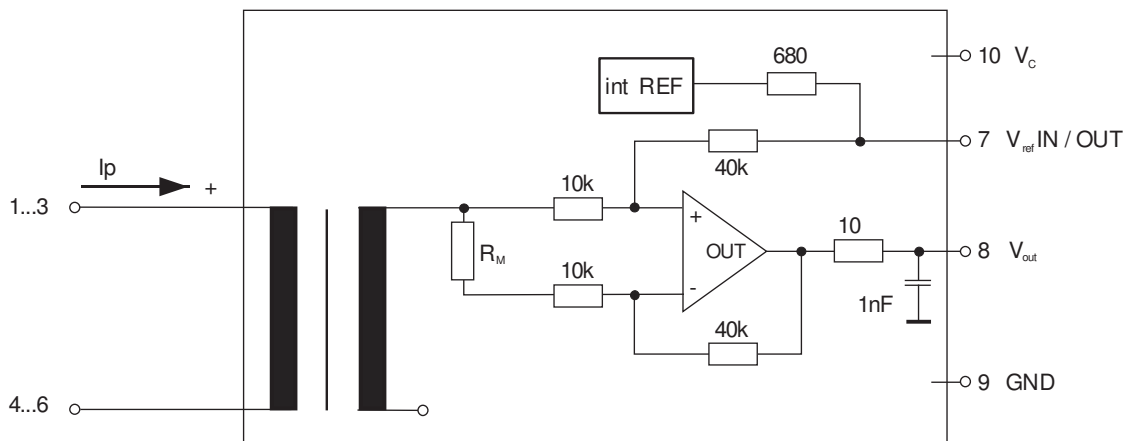 680
10 V_C
int REF
7 V_ref IN / OUT
40k
Ip
+
10k
1...3
+
OUT
10
8 V_out
R_M
10k
-
1nF
40k
9 GND
4...6